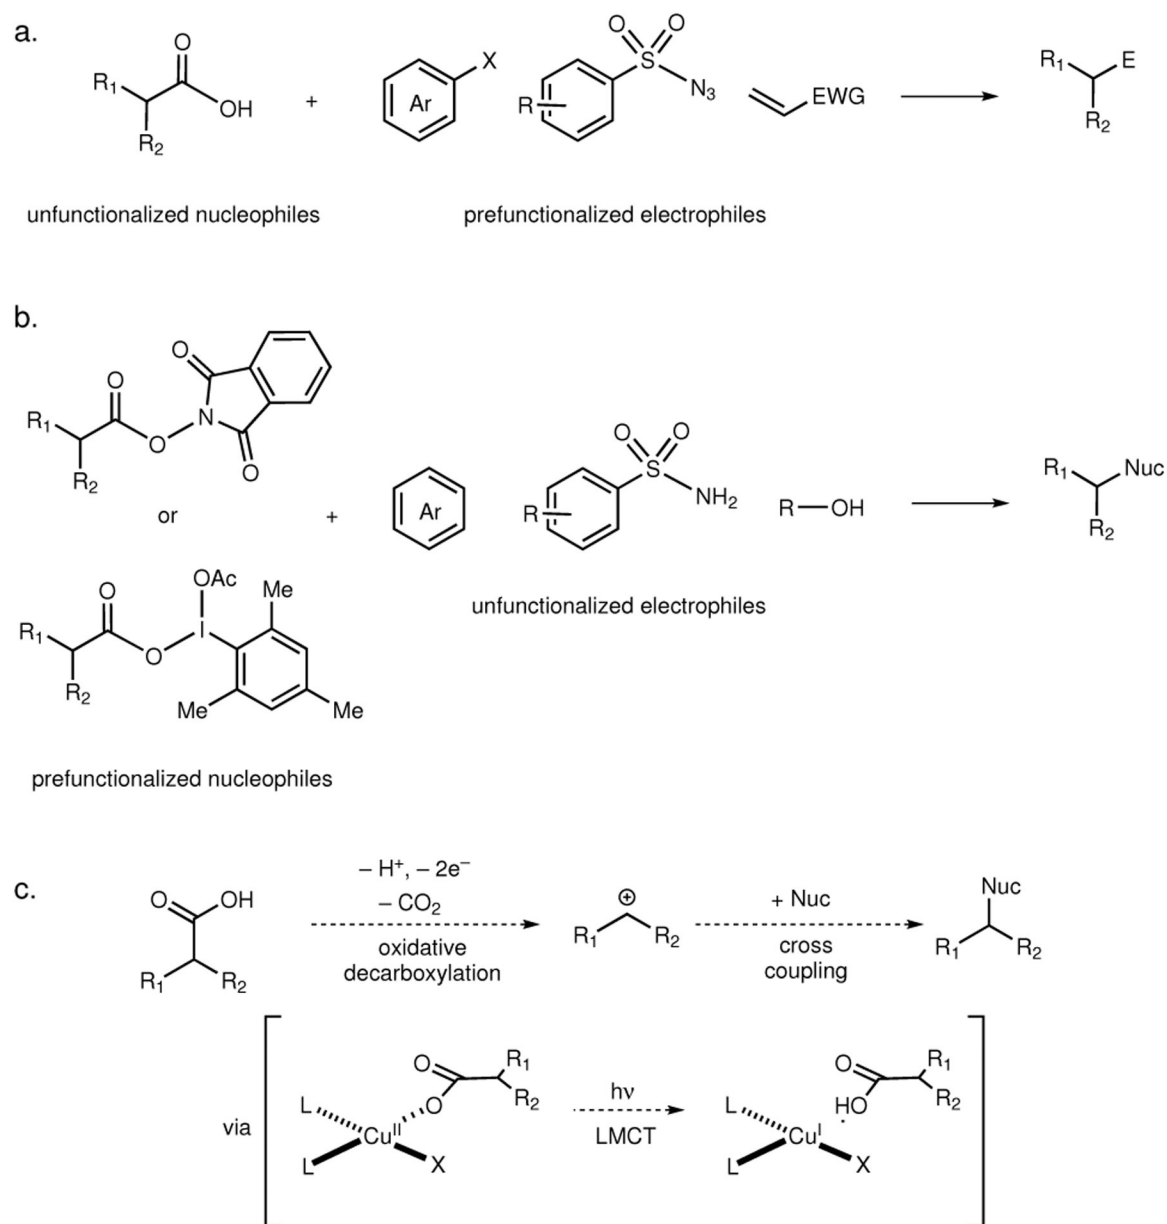 a.
R₁ R₂ O OH + Ar X R S O O N₃ EWG R₁ E R₂
unfunctionalized nucleophiles prefunctionalized electrophiles
b.
R₁ R₂ O O N O O
or + Ar R S O O NH₂ R—OH R₁ Nuc R₂
unfunctionalized electrophiles
R₁ R₂ O O I OAc Me Me Me
prefunctionalized nucleophiles
c.
O OH R₁ R₂
– H⁺, – 2e⁻
– CO₂
oxidative
decarboxylation
⊕ R₁ R₂
+ Nuc
cross
coupling
Nuc R₁ R₂
via
L L Cuᴵᴵ X O O R₁ R₂
hν
LMCT
L L Cuᴵ X O HO · R₁ R₂